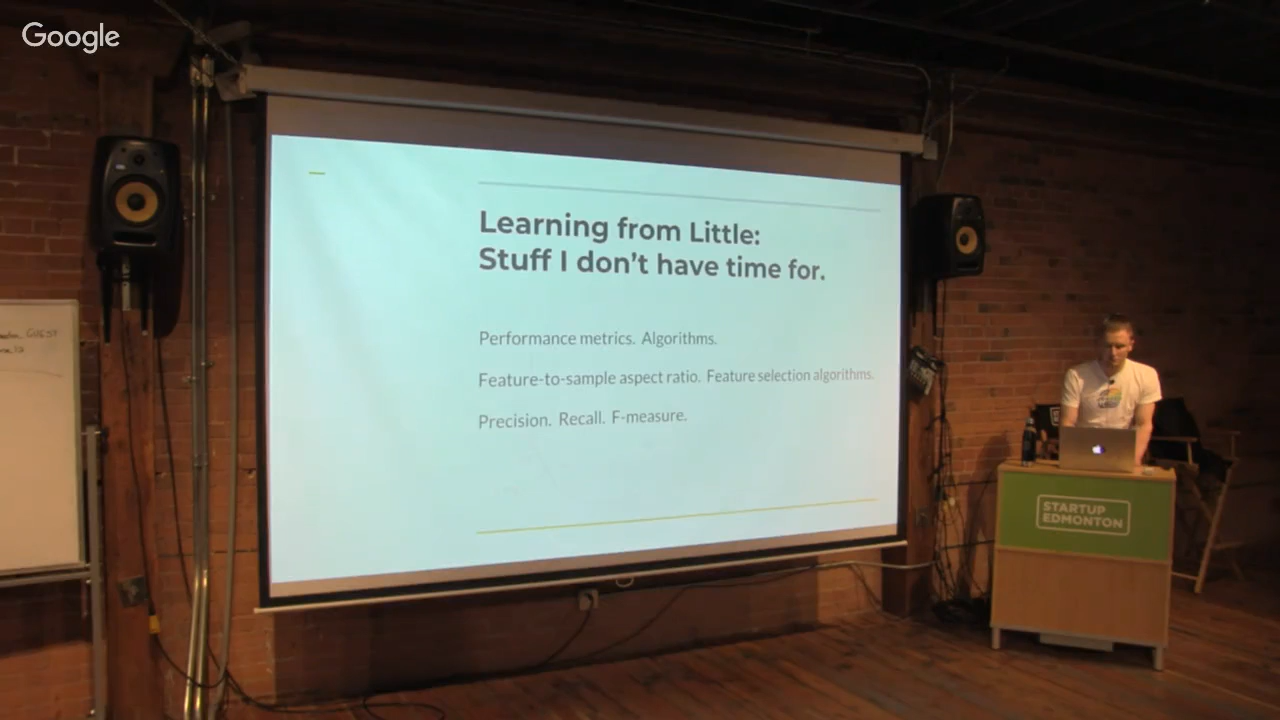 Google
Learning from Little:
Stuff I don't have time for.
Performance metrics. Algorithms.
Feature-to-sample aspect ratio. Feature selection algorithms.
Precision. Recall. F-measure.
GUEST
STARTUP
EDMONTON